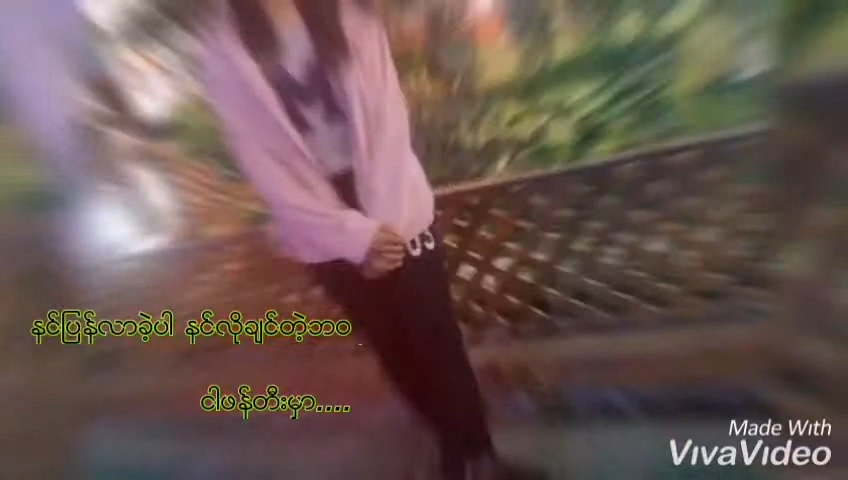 နင်ပြန်လာခဲ့ပါ နင်လိုချင်တဲ့ဘဝ
ငါဖန်တီးမှာ....
Made With
VivaVideo